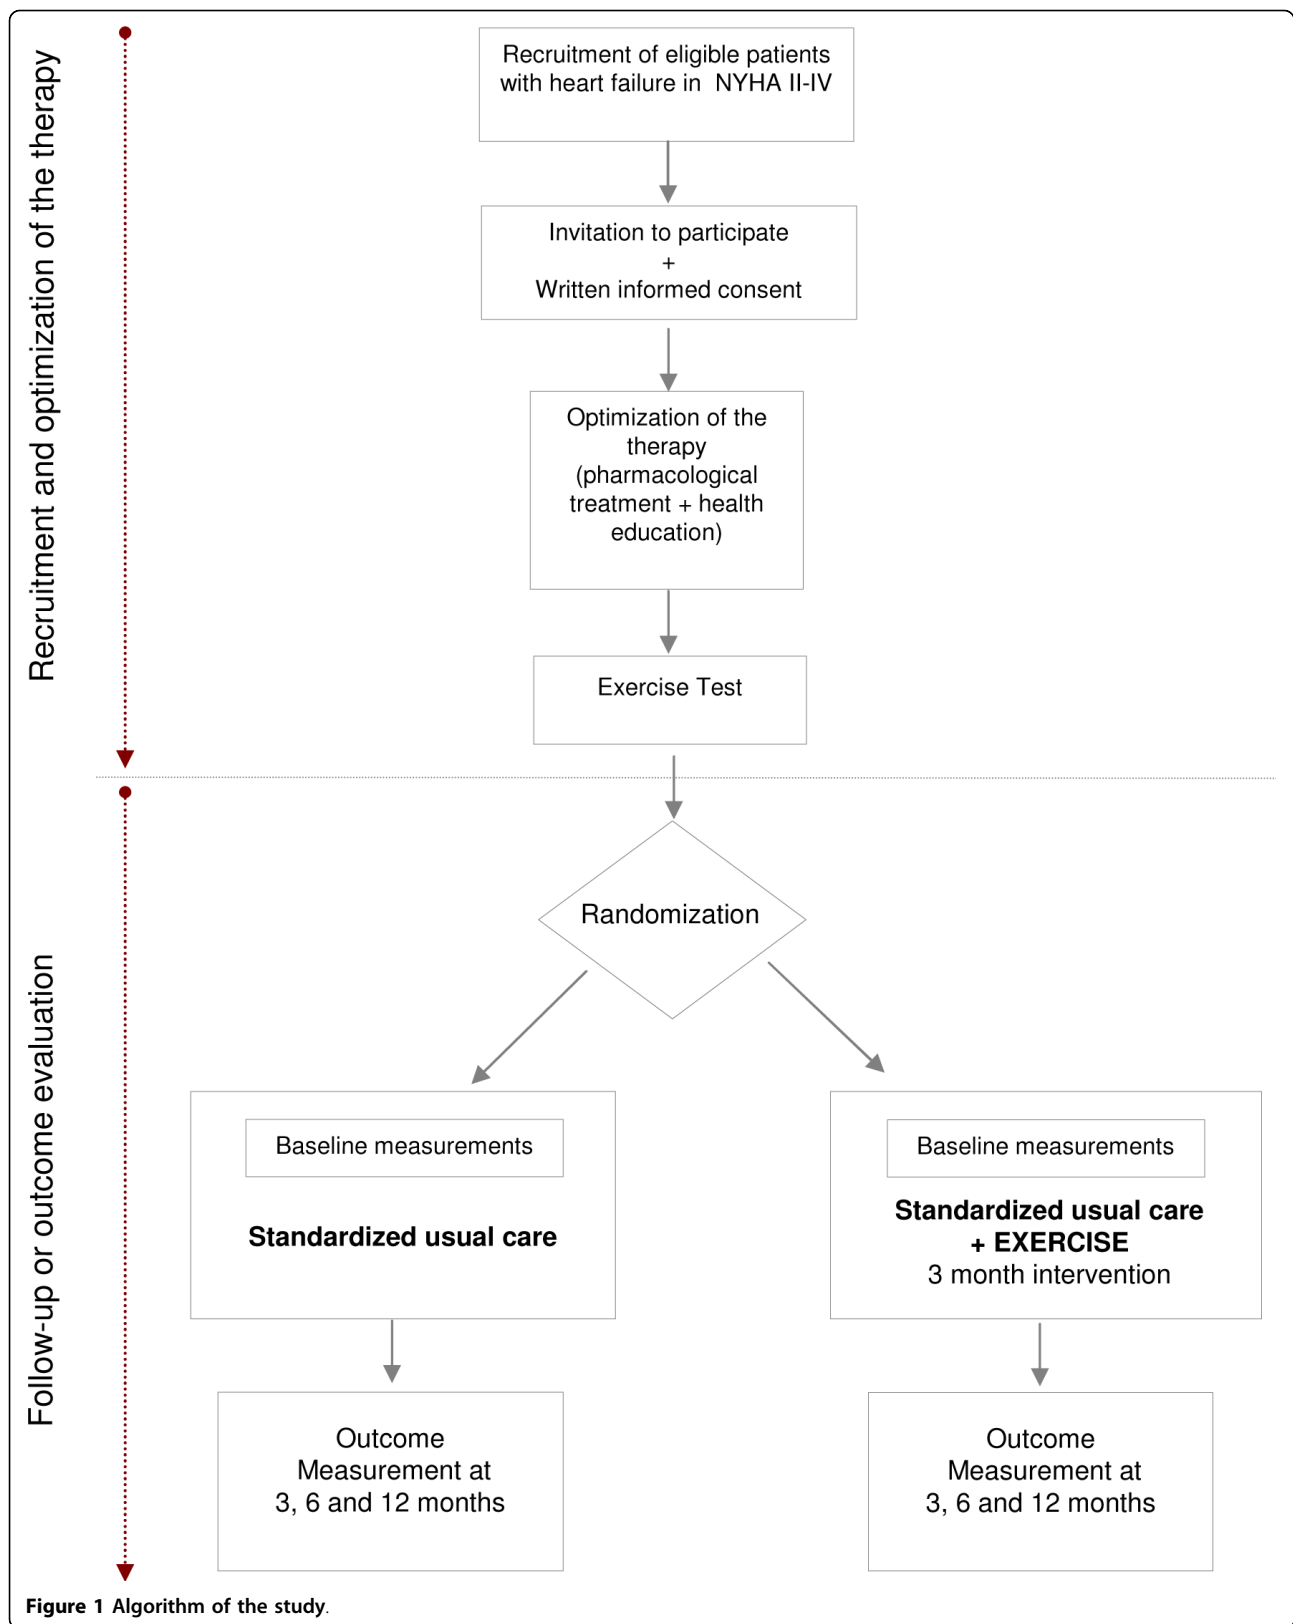 Recruitment and optimization of the therapy
Recruitment of eligible patients
with heart failure in NYHA II-IV
Invitation to participate
+
Written informed consent
Optimization of the
therapy
(pharmacological
treatment + health
education)
Exercise Test
Follow-up or outcome evaluation
Randomization
Baseline measurements
Standardized usual care
Baseline measurements
Standardized usual care
+ EXERCISE
3 month intervention
Outcome
Measurement at
3, 6 and 12 months
Outcome
Measurement at
3, 6 and 12 months
Figure 1 Algorithm of the study.